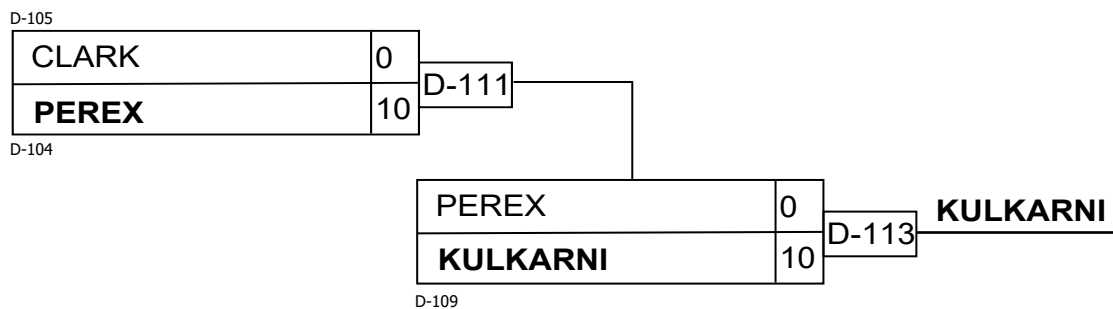 D-105
CLARK 0
D-111
PEREX 10
D-104
PEREX 0
KULKARNI
D-113
KULKARNI 10
D-109